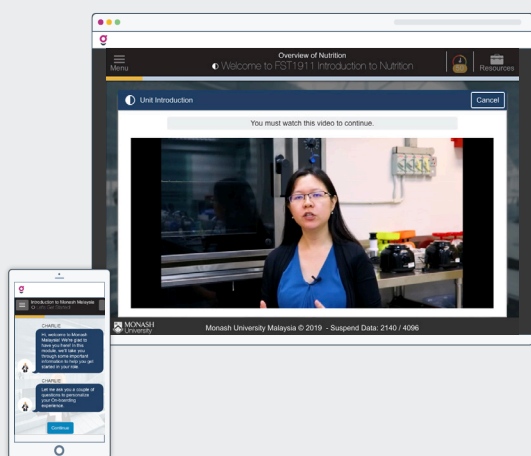 g
Overview of Nutrition
Menu
Welcome to FST1911 Introduction to Nutrition
Resources
Unit Introduction
Cancel
You must watch this video to continue.
MONASH
University
Monash University Malaysia © 2019 - Suspend Data: 2140 / 4096
g
Introduction to Monash Malaysia
Let's Get Started!
CHARLIE
Hi, welcome to Monash
Malaysia! We're glad to
have you here! In this
module, we'll take you
through some important
information to help you get
started in your role.
CHARLIE
Let me ask you a couple of
questions to personalize
your On-boarding
experience.
Continue